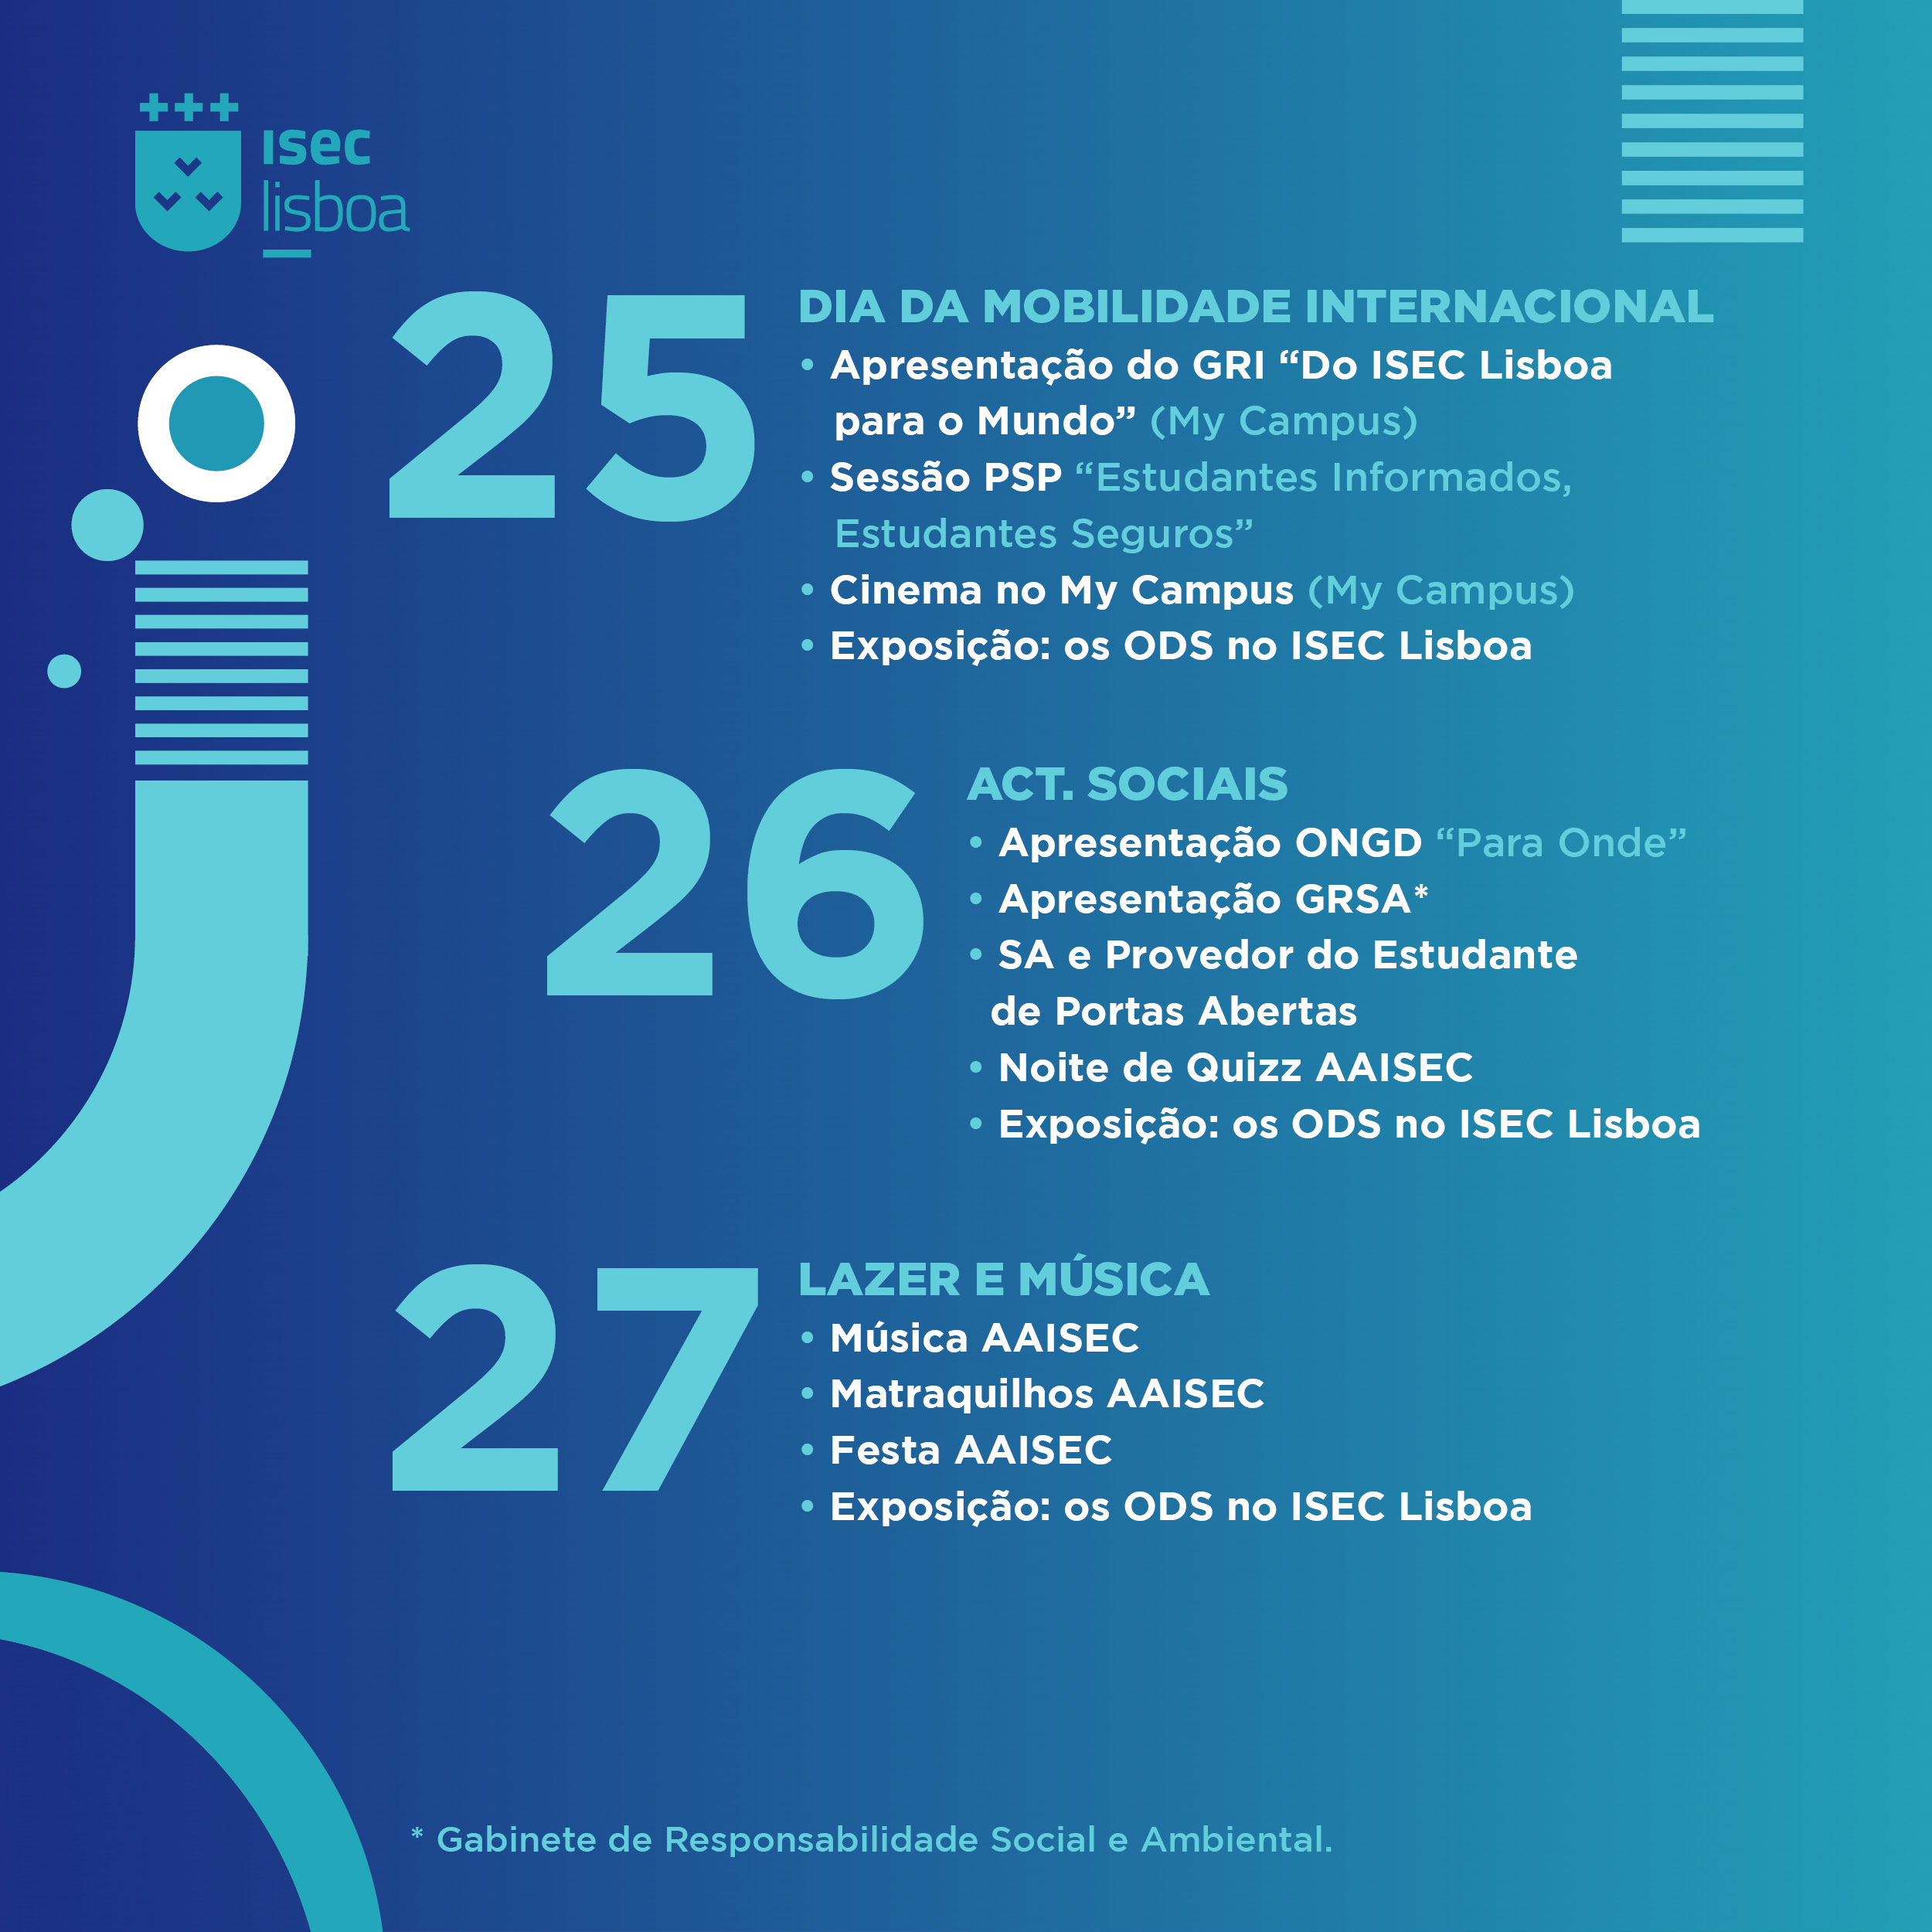 isec
lisboa
25
DIA DA MOBILIDADE INTERNACIONAL
• Apresentação do GRI “Do ISEC Lisboa
para o Mundo” (My Campus)
• Sessão PSP “Estudantes Informados,
Estudantes Seguros”
• Cinema no My Campus (My Campus)
• Exposição: os ODS no ISEC Lisboa
26
ACT. SOCIAIS
• Apresentação ONGD “Para Onde”
• Apresentação GRSA*
• SA e Provedor do Estudante
de Portas Abertas
• Noite de Quizz AAISEC
• Exposição: os ODS no ISEC Lisboa
27
LAZER E MÚSICA
• Música AAISEC
• Matraquilhos AAISEC
• Festa AAISEC
• Exposição: os ODS no ISEC Lisboa
* Gabinete de Responsabilidade Social e Ambiental.